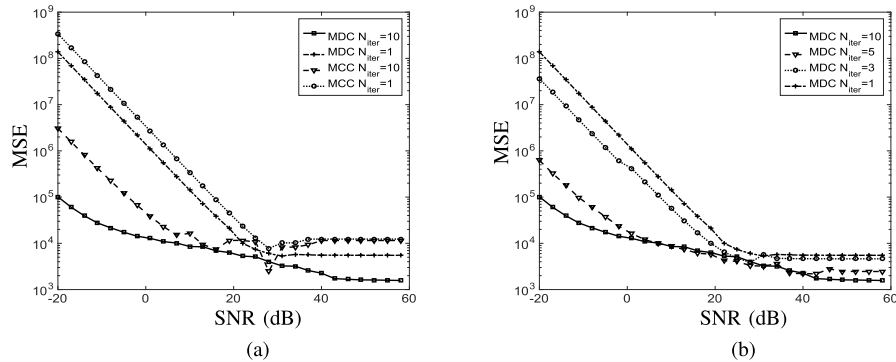 MDC N_iter=10
MDC N_iter=1
MCC N_iter=10
MCC N_iter=1
10^9
10^8
10^7
10^6
10^5
10^4
10^3
MSE
-20 0 20 40 60
SNR (dB)
(a)
MDC N_iter=10
MDC N_iter=5
MDC N_iter=3
MDC N_iter=1
10^9
10^8
10^7
10^6
10^5
10^4
10^3
MSE
-20 0 20 40 60
SNR (dB)
(b)